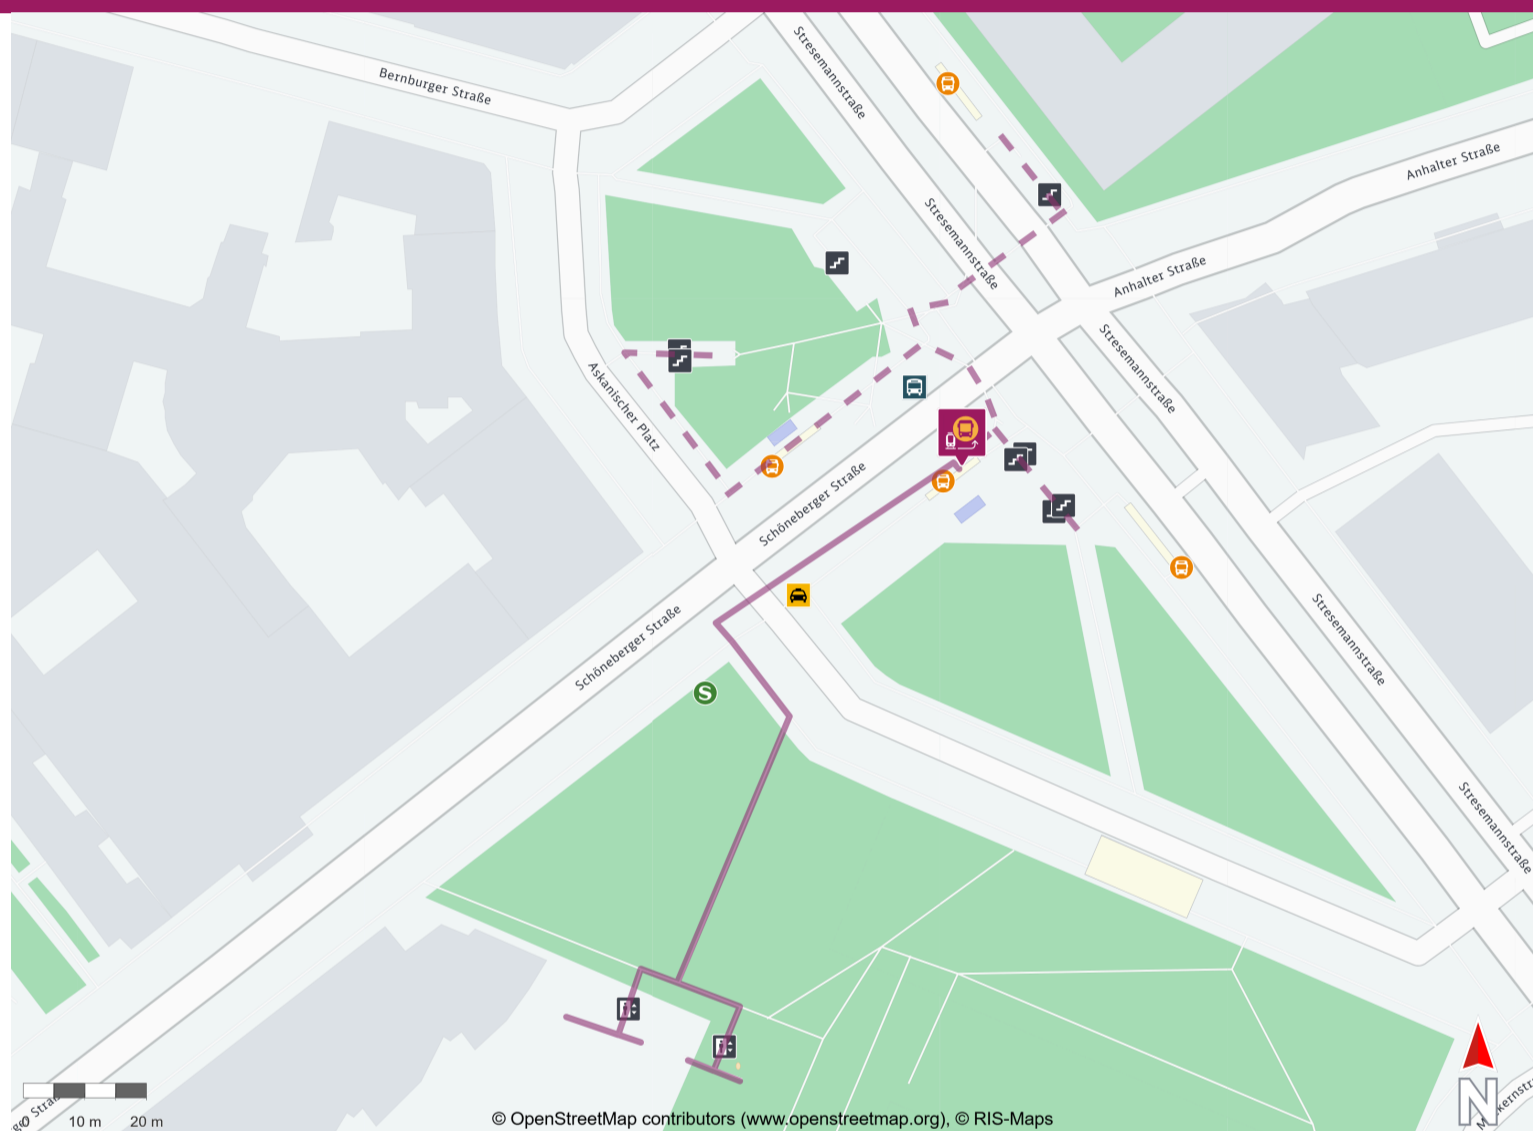 Stresemannstraße
Bernburger Straße
Anhalter Straße
Stresemannstraße
Anhalter Straße
Stresemannstraße
Askanischer Platz
Schöneberger Straße
Stresemannstraße
Schöneberger Straße
S
Stresemannstraße
10 m 20 m
© OpenStreetMap contributors (www.openstreetmap.org), © RIS-Maps
N